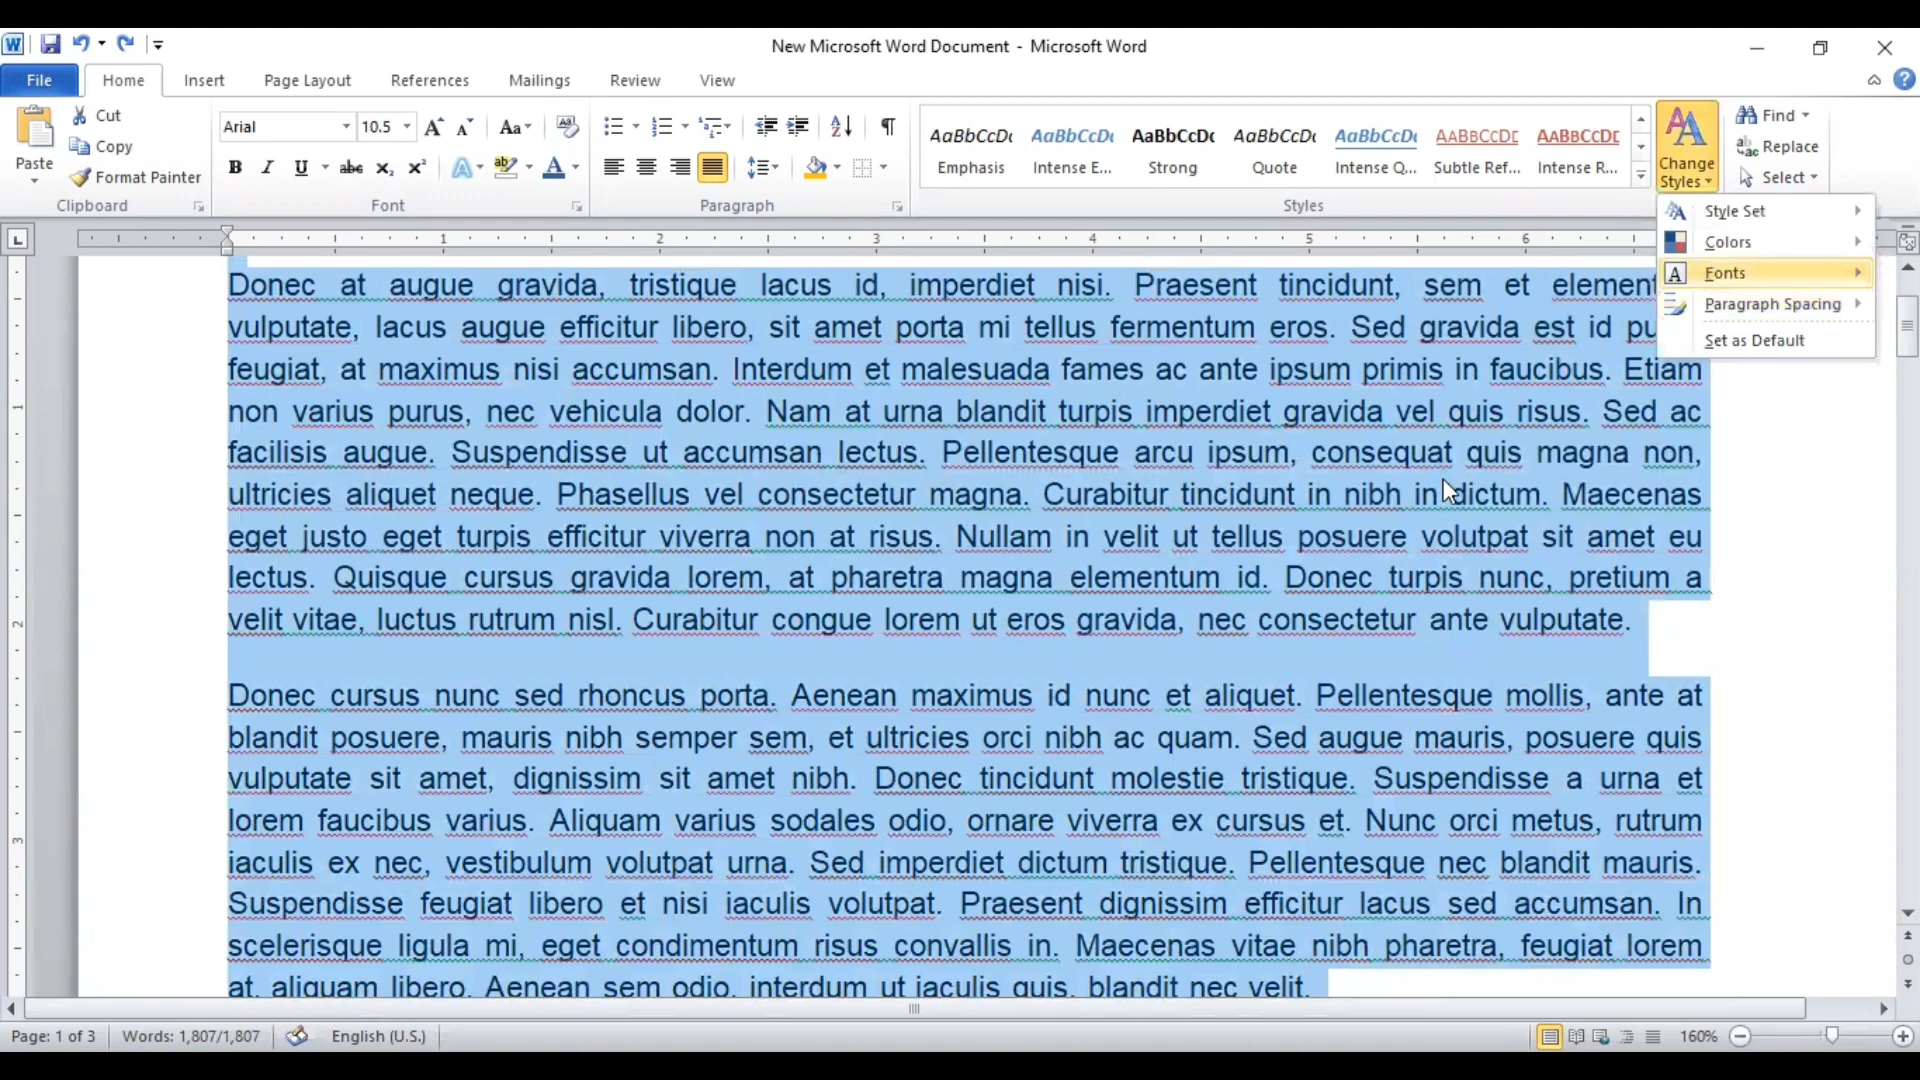 New Microsoft Word Document - Microsoft Word
File Home Insert Page Layout References Mailings Review View
Paste
Cut
Copy
Format Painter
Clipboard
Arial 10.5
Font
Paragraph
AaBbCcDc AaBbCcDc AaBbCcDc AaBbCcDc AaBbCcDc AABBCCDC AABBCCDC
Emphasis Intense E... Strong Quote Intense Q... Subtle Ref... Intense R...
Styles
Change Styles
Find
Replace
Select
Style Set
Colors
Fonts
Paragraph Spacing
Set as Default
1 2 3 4 5 6
Donec at augue gravida, tristique lacus id, imperdiet nisi. Praesent tincidunt, sem et element
vulputate, lacus augue efficitur libero, sit amet porta mi tellus fermentum eros. Sed gravida est id pu
feugiat, at maximus nisi accumsan. Interdum et malesuada fames ac ante ipsum primis in faucibus. Etiam
non varius purus, nec vehicula dolor. Nam at urna blandit turpis imperdiet gravida vel quis risus. Sed ac
facilisis augue. Suspendisse ut accumsan lectus. Pellentesque arcu ipsum, consequat quis magna non,
ultricies aliquet neque. Phasellus vel consectetur magna. Curabitur tincidunt in nibh in dictum. Maecenas
eget justo eget turpis efficitur viverra non at risus. Nullam in velit ut tellus posuere volutpat sit amet eu
lectus. Quisque cursus gravida lorem, at pharetra magna elementum id. Donec turpis nunc, pretium a
velit vitae, luctus rutrum nisl. Curabitur congue lorem ut eros gravida, nec consectetur ante vulputate.
Donec cursus nunc sed rhoncus porta. Aenean maximus id nunc et aliquet. Pellentesque mollis, ante at
blandit posuere, mauris nibh semper sem, et ultricies orci nibh ac quam. Sed augue mauris, posuere quis
vulputate sit amet, dignissim sit amet nibh. Donec tincidunt molestie tristique. Suspendisse a urna et
lorem faucibus varius. Aliquam varius sodales odio, ornare viverra ex cursus et. Nunc orci metus, rutrum
iaculis ex nec, vestibulum volutpat urna. Sed imperdiet dictum tristique. Pellentesque nec blandit mauris.
Suspendisse feugiat libero et nisi iaculis volutpat. Praesent dignissim efficitur lacus sed accumsan. In
scelerisque ligula mi, eget condimentum risus convallis in. Maecenas vitae nibh pharetra, feugiat lorem
at, aliquam libero. Aenean sem odio, interdum ut iaculis quis, blandit nec velit.
Page: 1 of 3 Words: 1,807/1,807 English (U.S.) 160%